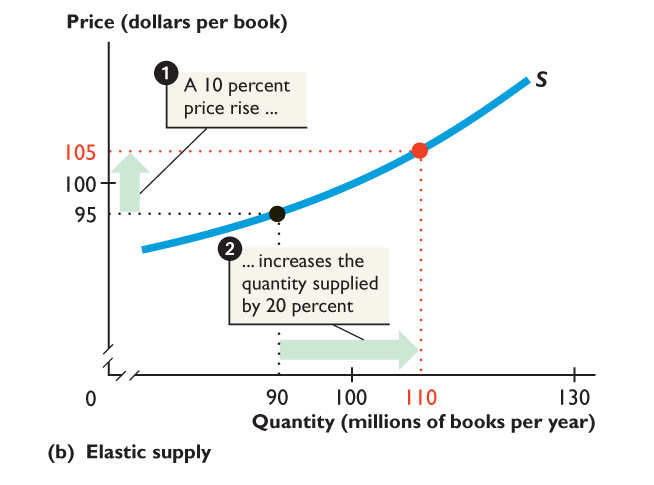 Price (dollars per book)
1
A 10 percent
price rise ...
S
105
100
95
2
... increases the
quantity supplied
by 20 percent
0
90
100
110
130
Quantity (millions of books per year)
(b) Elastic supply